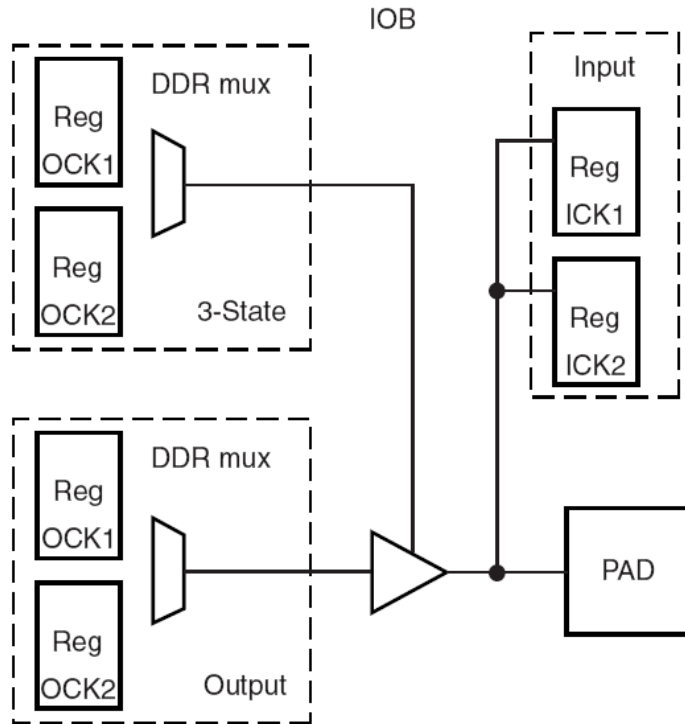 IOB
DDR mux
Reg
OCK1
Reg
OCK2
3-State
Input
Reg
ICK1
Reg
ICK2
DDR mux
Reg
OCK1
Reg
OCK2
Output
PAD